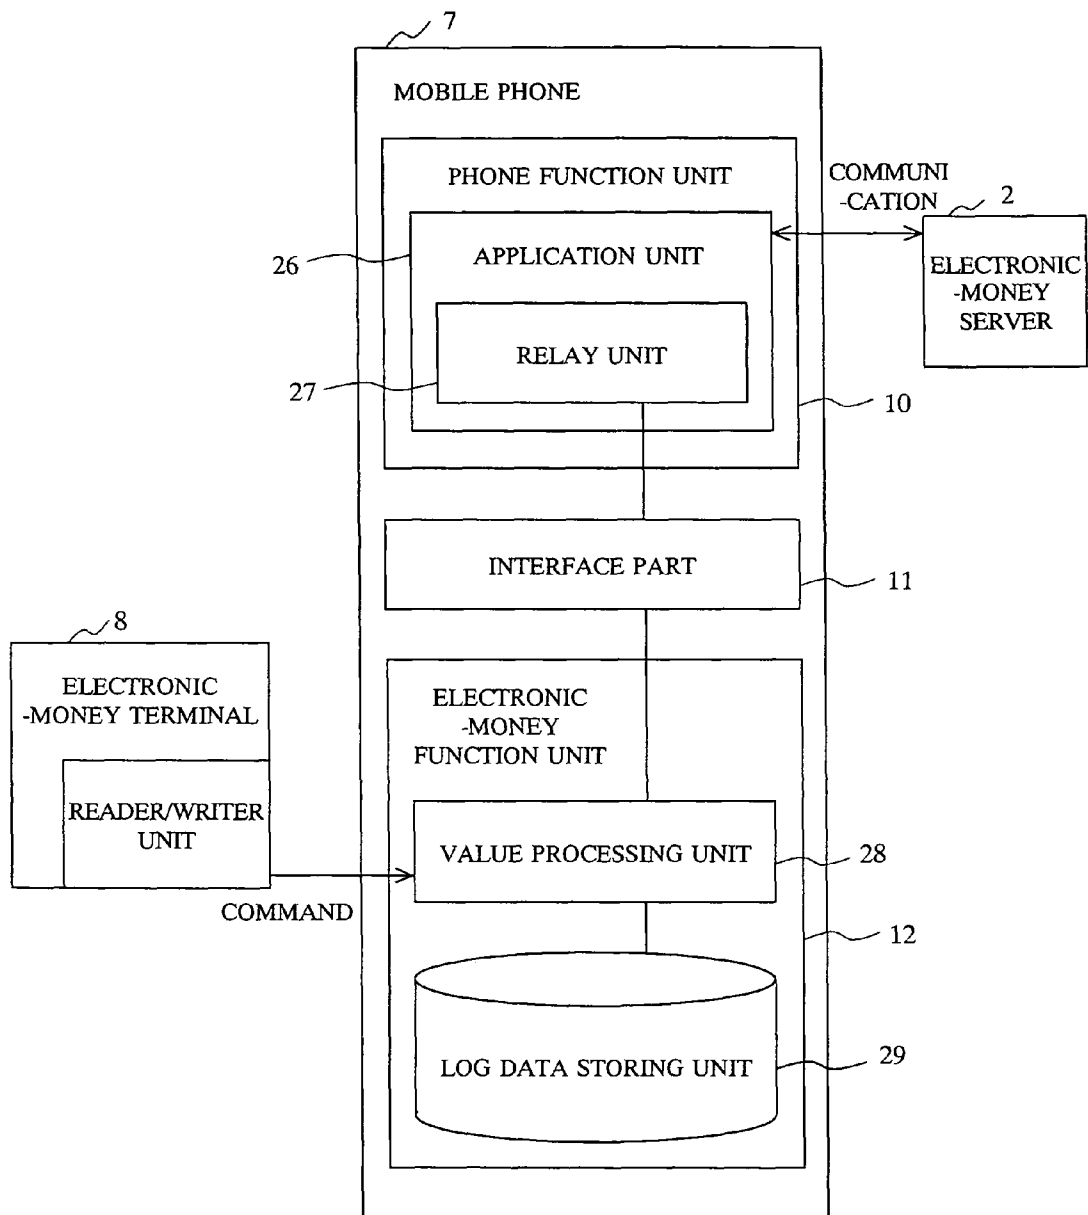 7
MOBILE PHONE
PHONE FUNCTION UNIT
COMMUNI
-CATION
2
26
APPLICATION UNIT
ELECTRONIC
-MONEY
SERVER
RELAY UNIT
27
10
INTERFACE PART
11
8
ELECTRONIC
-MONEY TERMINAL
READER/WRITER
UNIT
COMMAND
ELECTRONIC
-MONEY
FUNCTION UNIT
VALUE PROCESSING UNIT
28
12
LOG DATA STORING UNIT
29